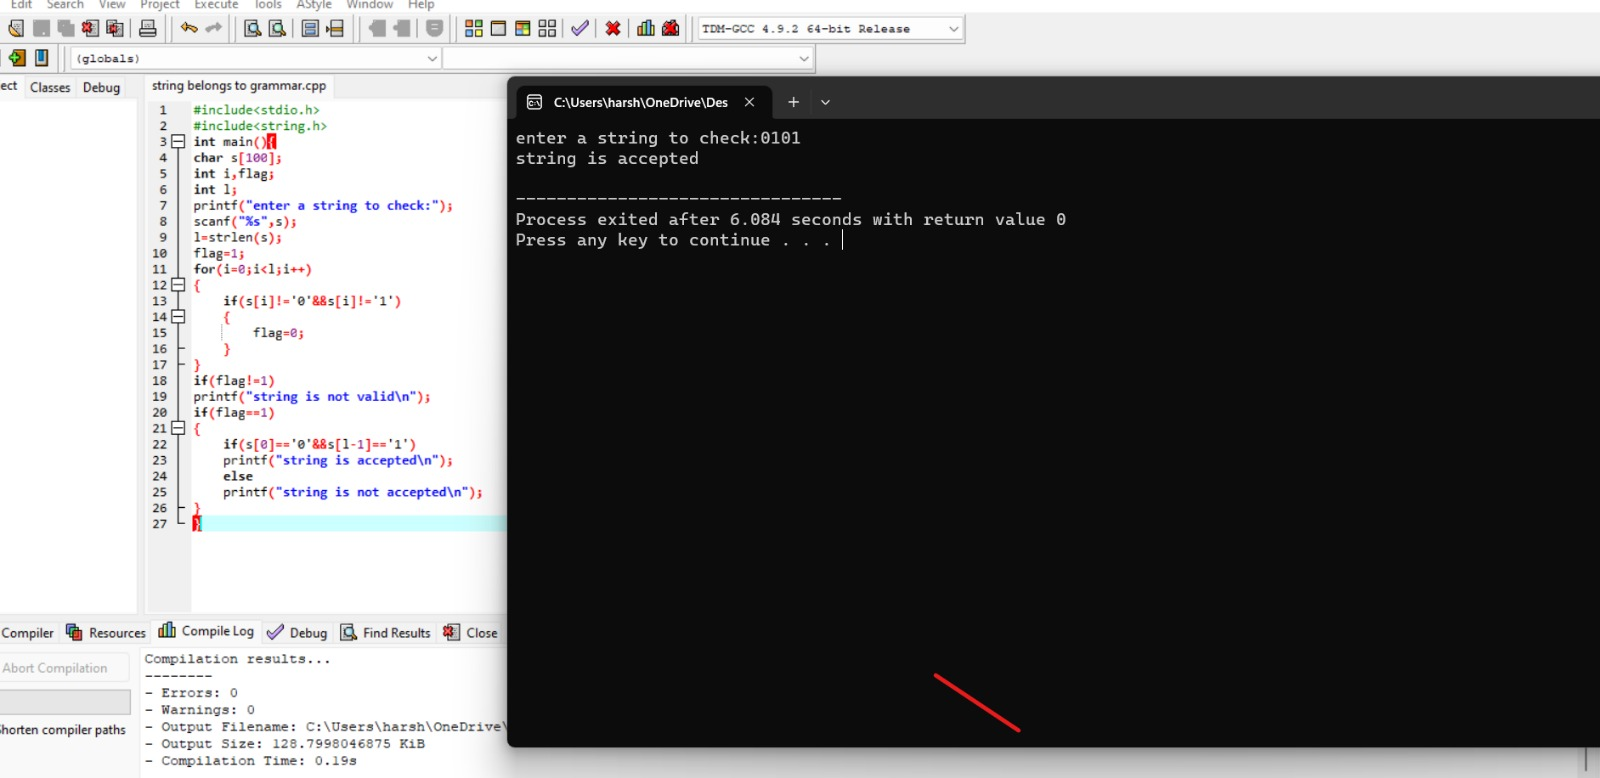 Edit Search View Project Execute Tools AStyle Window Help
TDM-GCC 4.9.2 64-bit Release
(globals)
ect Classes Debug
string belongs to grammar.cpp
1 #include<stdio.h>
2 #include<string.h>
3 int main(){
4 char s[100];
5 int i,flag;
6 int l;
7 printf("enter a string to check:");
8 scanf("%s",s);
9 l=strlen(s);
10 flag=1;
11 for(i=0;i<l;i++)
12 {
13 if(s[i]!='0'&&s[i]!='1')
14 {
15 flag=0;
16 }
17 }
18 if(flag!=1)
19 printf("string is not valid\n");
20 if(flag==1)
21 {
22 if(s[0]=='0'&&s[l-1]=='1')
23 printf("string is accepted\n");
24 else
25 printf("string is not accepted\n");
26 }
27 }
C:\Users\harsh\OneDrive\Des
enter a string to check:0101
string is accepted
--------------------------------
Process exited after 6.084 seconds with return value 0
Press any key to continue . . .
Compiler Resources Compile Log Debug Find Results Close
Abort Compilation
horten compiler paths
Compilation results...
--------
- Errors: 0
- Warnings: 0
- Output Filename: C:\Users\harsh\OneDrive\
- Output Size: 128.7998046875 KiB
- Compilation Time: 0.19s